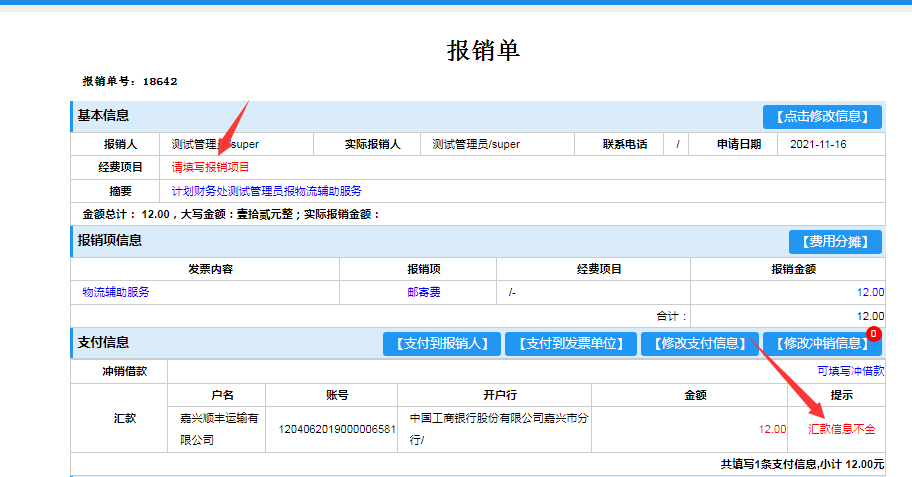 报销单
报销单号：18642
基本信息 【点击修改信息】
报销人 测试管理员/super 实际报销人 测试管理员/super 联系电话 / 申请日期 2021-11-16
经费项目 请填写报销项目
摘要 计划财务处测试管理员报物流辅助服务
金额总计： 12.00，大写金额：壹拾贰元整；实际报销金额：
报销项信息 【费用分摊】
发票内容 报销项 经费项目 报销金额
物流辅助服务 邮寄费 /- 12.00
合计： 12.00
支付信息 【支付到报销人】 【支付到发票单位】 【修改支付信息】 【修改冲销信息】 0
冲销借款 可填写冲借款
汇款 户名 账号 开户行 金额 提示
嘉兴顺丰运输有 1204062019000006581 中国工商银行股份有限公司嘉兴市分 12.00 汇款信息不全
限公司 行/
共填写1条支付信息,小计 12.00元